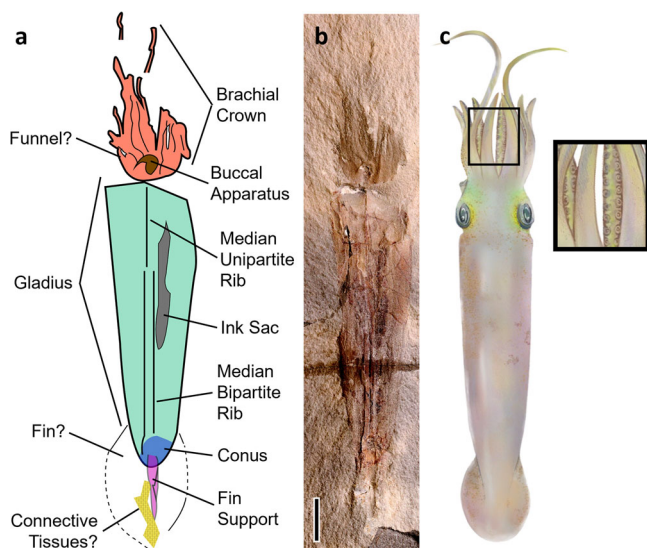 a
b
c
Brachial
Crown
Funnel?
Buccal
Apparatus
Median
Unipartite
Rib
Gladius
Ink Sac
Median
Bipartite
Rib
Fin?
Conus
Fin
Support
Connective
Tissues?